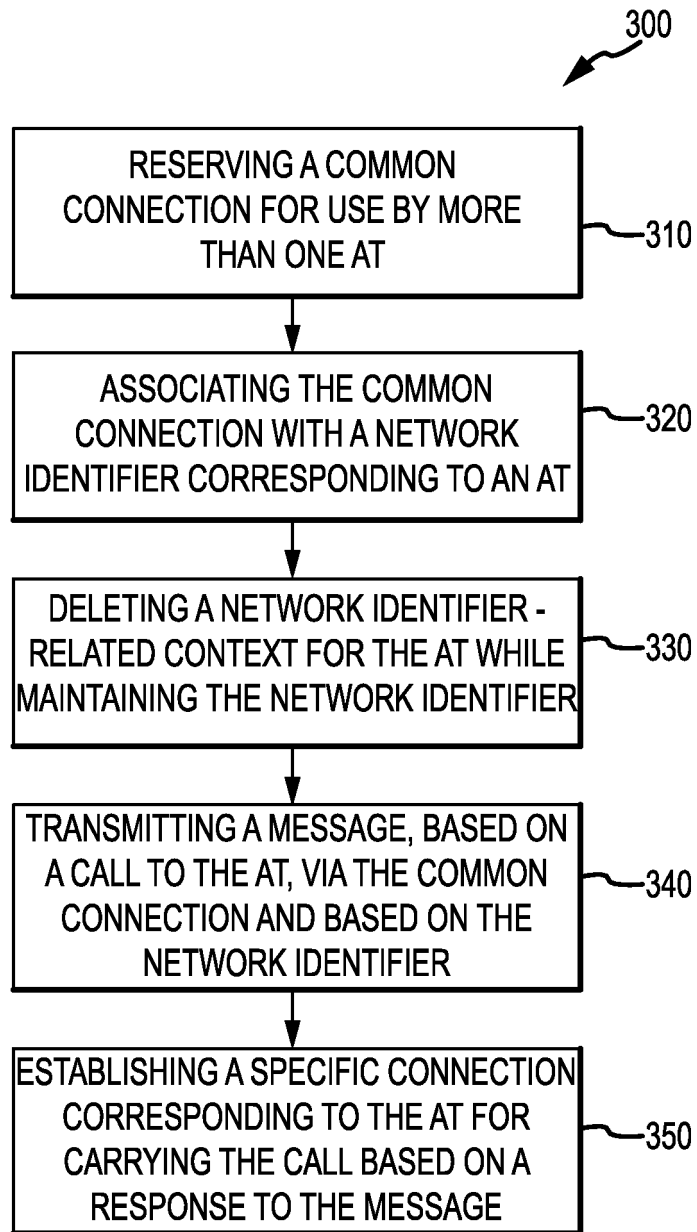 300
RESERVING A COMMON
CONNECTION FOR USE BY MORE
THAN ONE AT
310
ASSOCIATING THE COMMON
CONNECTION WITH A NETWORK
IDENTIFIER CORRESPONDING TO AN AT
320
DELETING A NETWORK IDENTIFIER -
RELATED CONTEXT FOR THE AT WHILE
MAINTAINING THE NETWORK IDENTIFIER
330
TRANSMITTING A MESSAGE, BASED ON
A CALL TO THE AT, VIA THE COMMON
CONNECTION AND BASED ON THE
NETWORK IDENTIFIER
340
ESTABLISHING A SPECIFIC CONNECTION
CORRESPONDING TO THE AT FOR
CARRYING THE CALL BASED ON A
RESPONSE TO THE MESSAGE
350